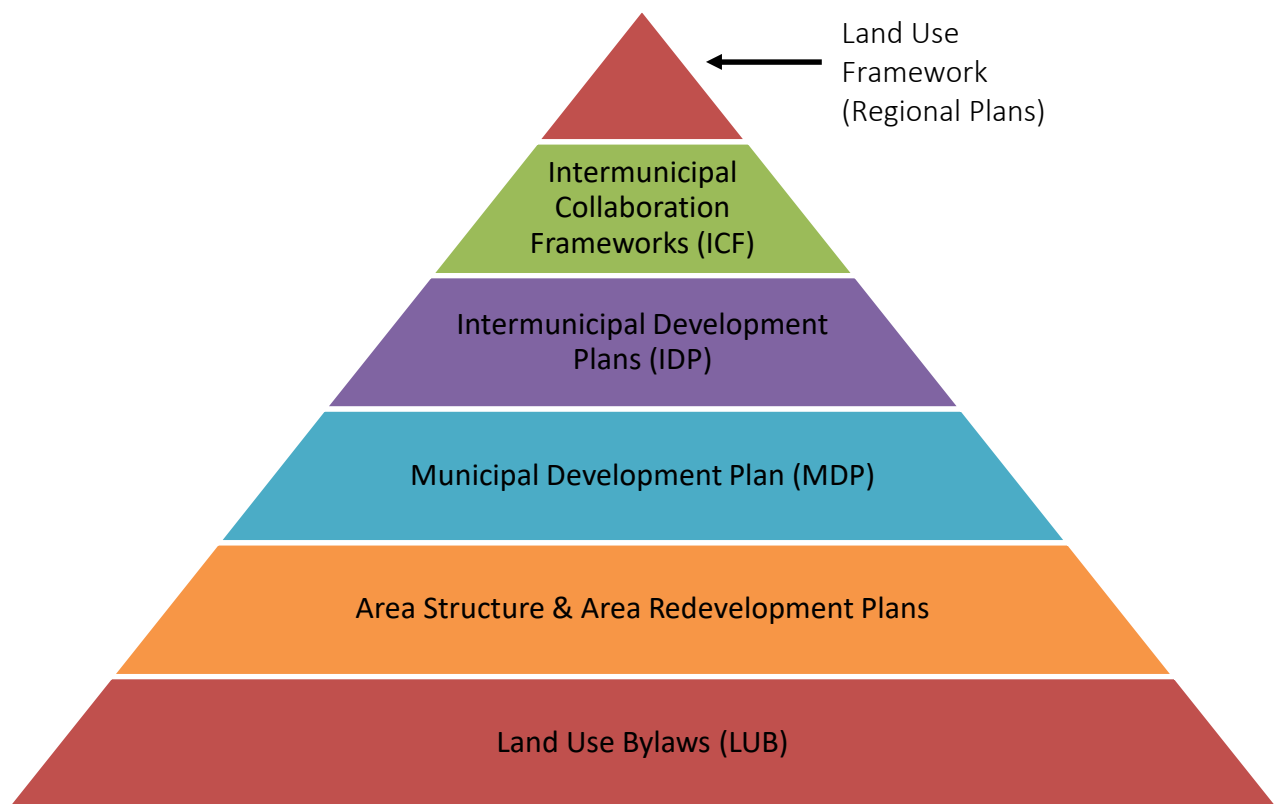 Land Use
Framework
(Regional Plans)
Intermunicipal
Collaboration
Frameworks (ICF)
Intermunicipal Development
Plans (IDP)
Municipal Development Plan (MDP)
Area Structure & Area Redevelopment Plans
Land Use Bylaws (LUB)